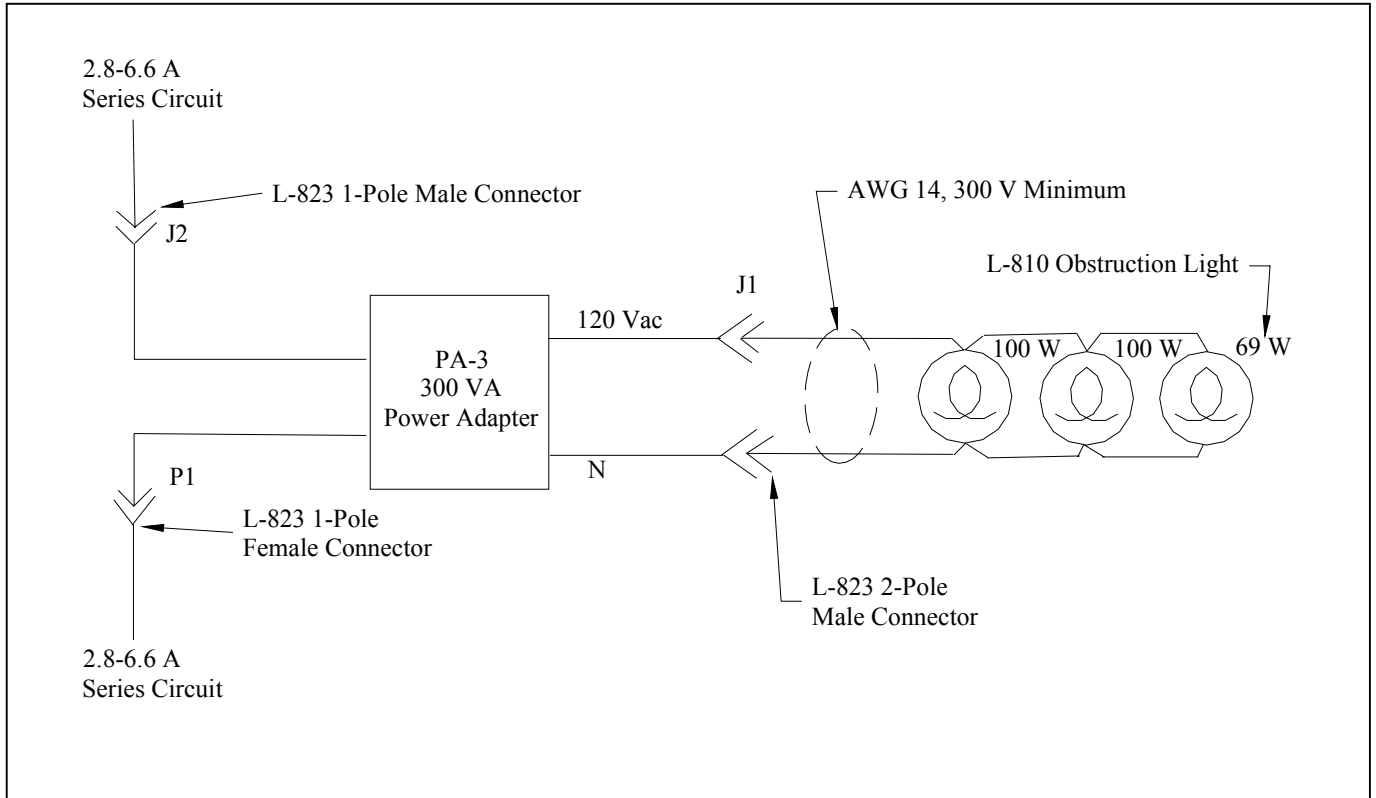 2.8-6.6 A
Series Circuit
L-823 1-Pole Male Connector
J2
AWG 14, 300 V Minimum
L-810 Obstruction Light
J1
120 Vac
100 W
100 W
69 W
PA-3
300 VA
Power Adapter
N
P1
L-823 1-Pole
Female Connector
L-823 2-Pole
Male Connector
2.8-6.6 A
Series Circuit